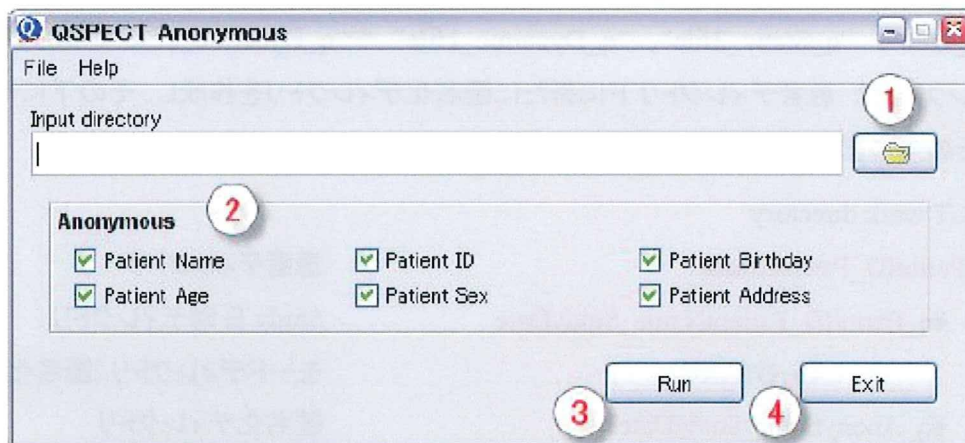 QSPECT Anonymous
File Help
Input directory
1
2
Anonymous
Patient Name
Patient ID
Patient Birthday
Patient Age
Patient Sex
Patient Address
Run
Exit
3
4